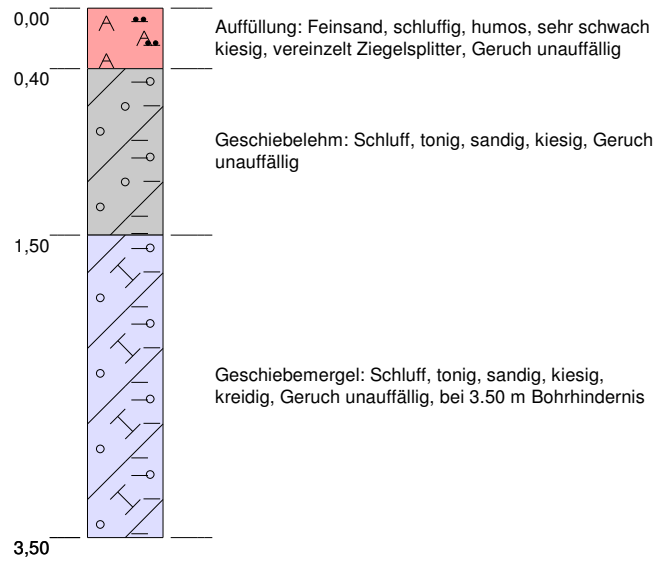 0,00
Auffüllung: Feinsand, schluffig, humos, sehr schwach
kiesig, vereinzelt Ziegelsplitter, Geruch unauffällig
0,40
Geschiebelehm: Schluff, tonig, sandig, kiesig, Geruch
unauffällig
1,50
Geschiebemergel: Schluff, tonig, sandig, kiesig,
kreidig, Geruch unauffällig, bei 3.50 m Bohrhindernis
3,50